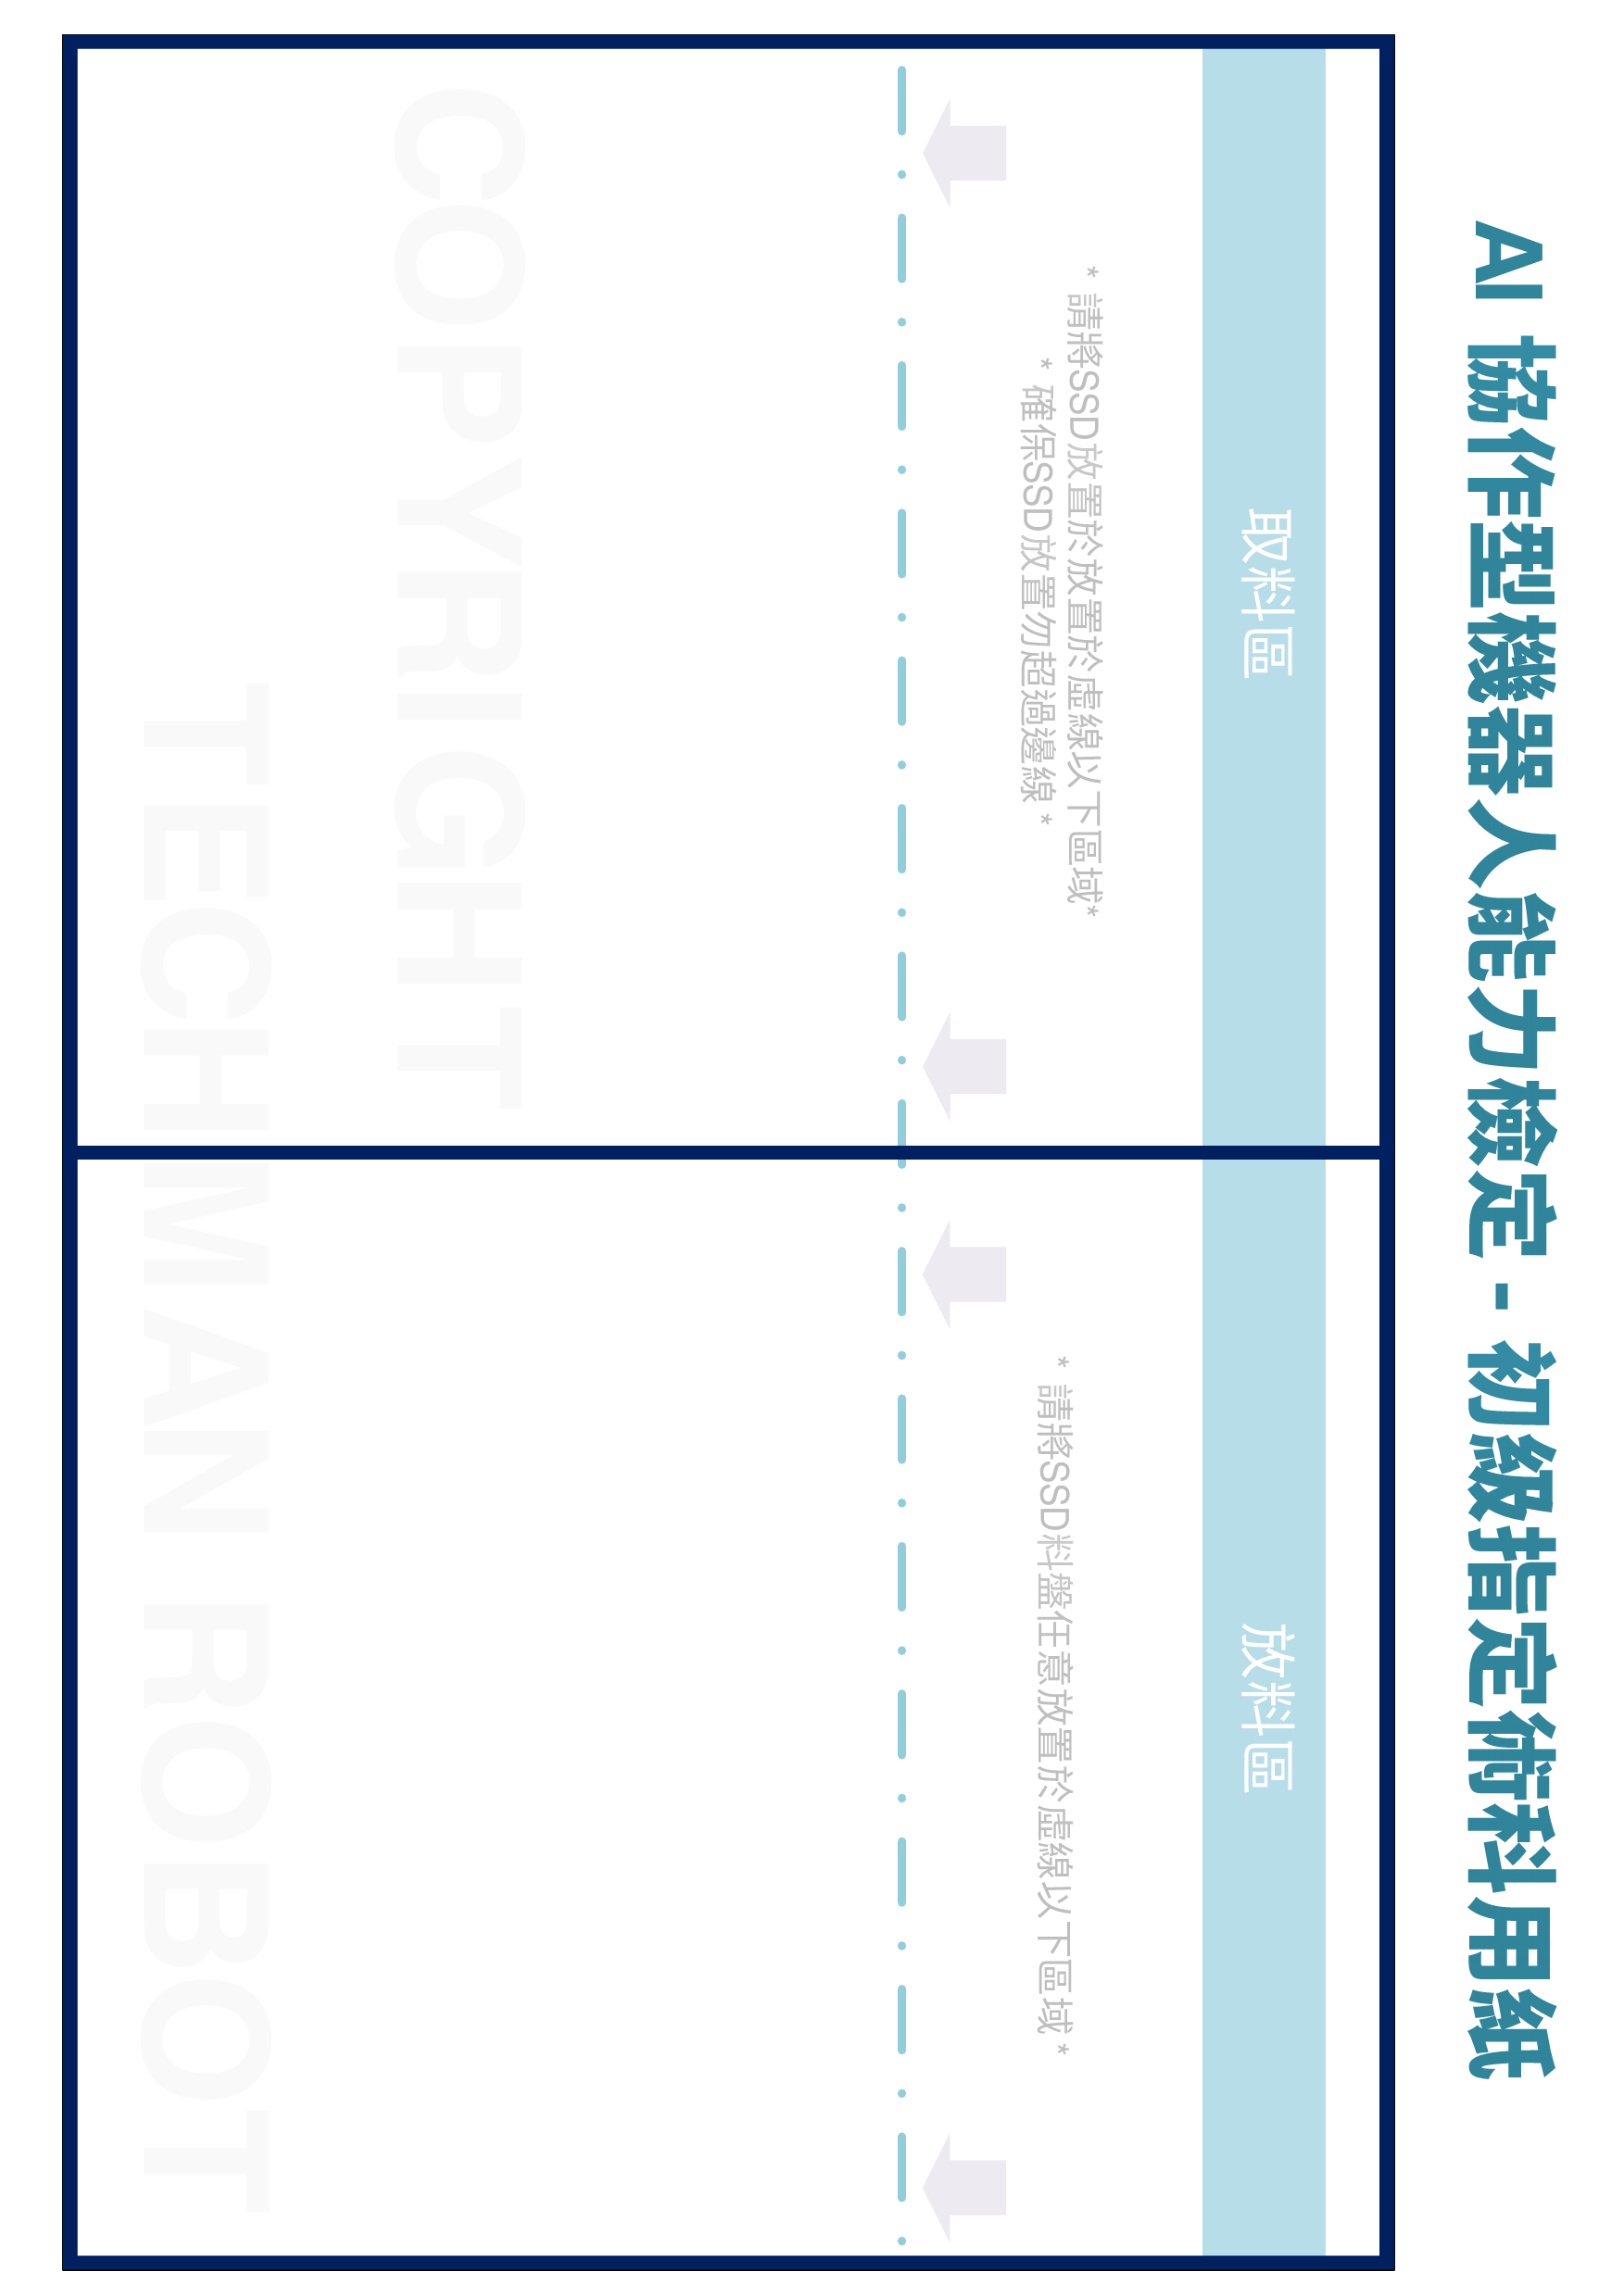 AI 協作型機器人能力檢定 - 初級指定術科用紙
取料區
* 請將SSD放置於放置於虛線以下區域*
* 確保SSD放置勿超過邊線 *
放料區
* 請將SSD料盤任意放置於虛線以下區域 *
COPYRIGHT
TECHMAN ROBOT